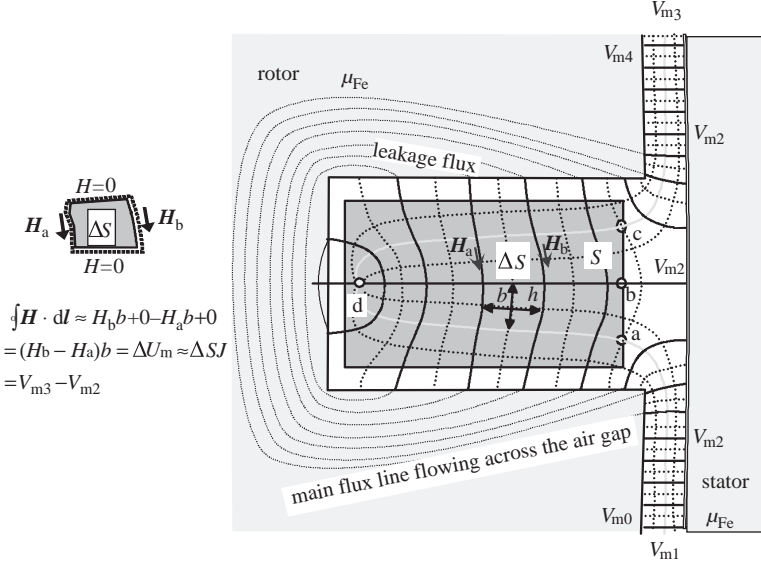 V_m3
rotor
μ_Fe
V_m4
V_m2
leakage flux
H=0
H_a
ΔS
H_b
H=0
H_a
ΔS
H_b
S
c
V_m2
d
b
h
b
a
∮H · dl ≈ H_b b+0–H_a b+0
=(H_b – H_a)b = ΔU_m ≈ ΔSJ
=V_m3 –V_m2
V_m2
main flux line flowing across the air gap
stator
V_m0
μ_Fe
V_m1